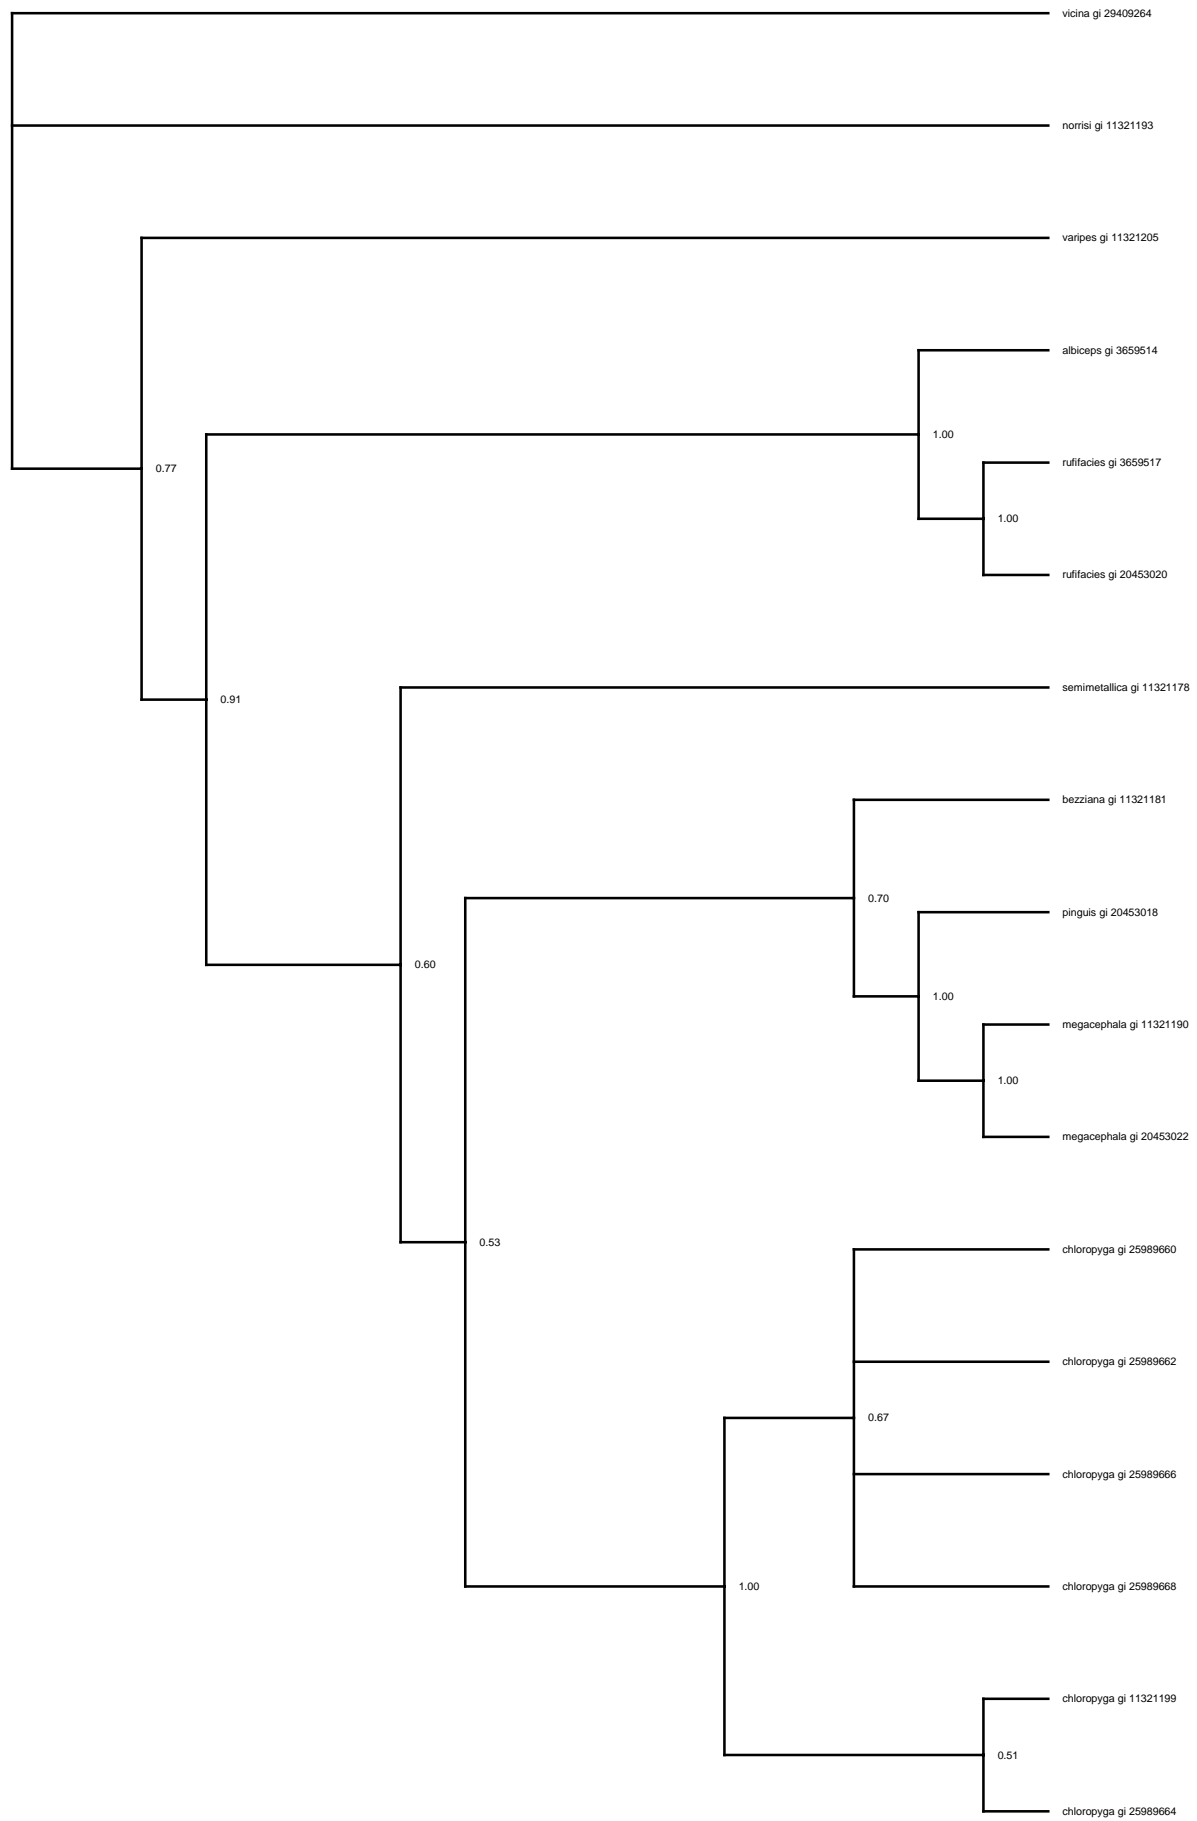 vicina gi 29409264
norrisi gi 11321193
varipes gi 11321205
albiceps gi 3659514
1.00
rufifacies gi 3659517
0.77
1.00
rufifacies gi 20453020
semimetallica gi 11321178
0.91
bezziana gi 11321181
0.70
pinguis gi 20453018
0.60
1.00
megacephala gi 11321190
1.00
megacephala gi 20453022
0.53
chloropyga gi 25989660
chloropyga gi 25989662
0.67
chloropyga gi 25989666
1.00
chloropyga gi 25989668
chloropyga gi 11321199
0.51
chloropyga gi 25989664